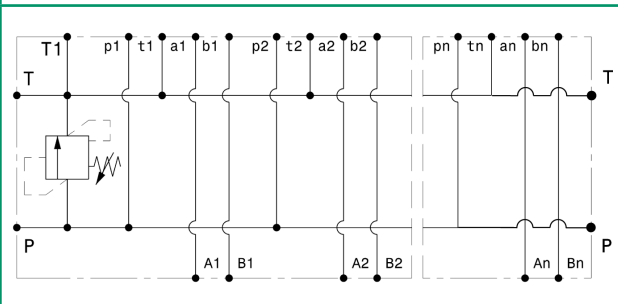 T1 p1 t1 a1 b1 p2 t2 a2 b2 pn tn an bn
T T
P P
A1 B1 A2 B2 An Bn